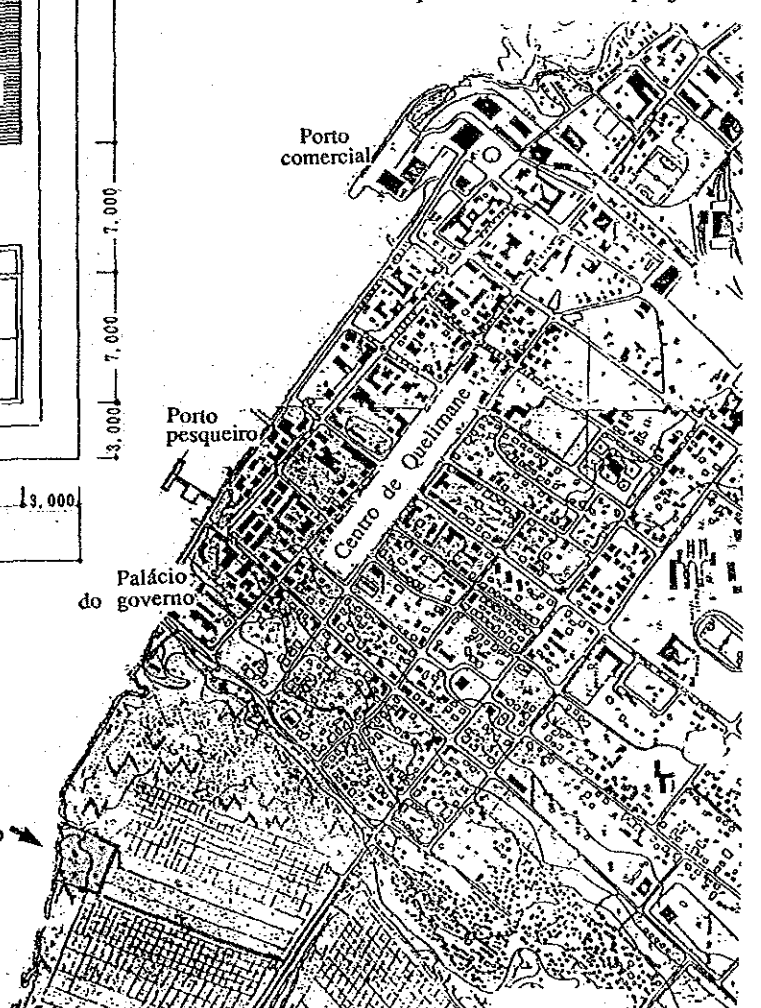 Porto
comercial
7,000
7,000
3,000
3,000
Porto
pesqueiro
Centro de Quelimane
Palácio
do governo